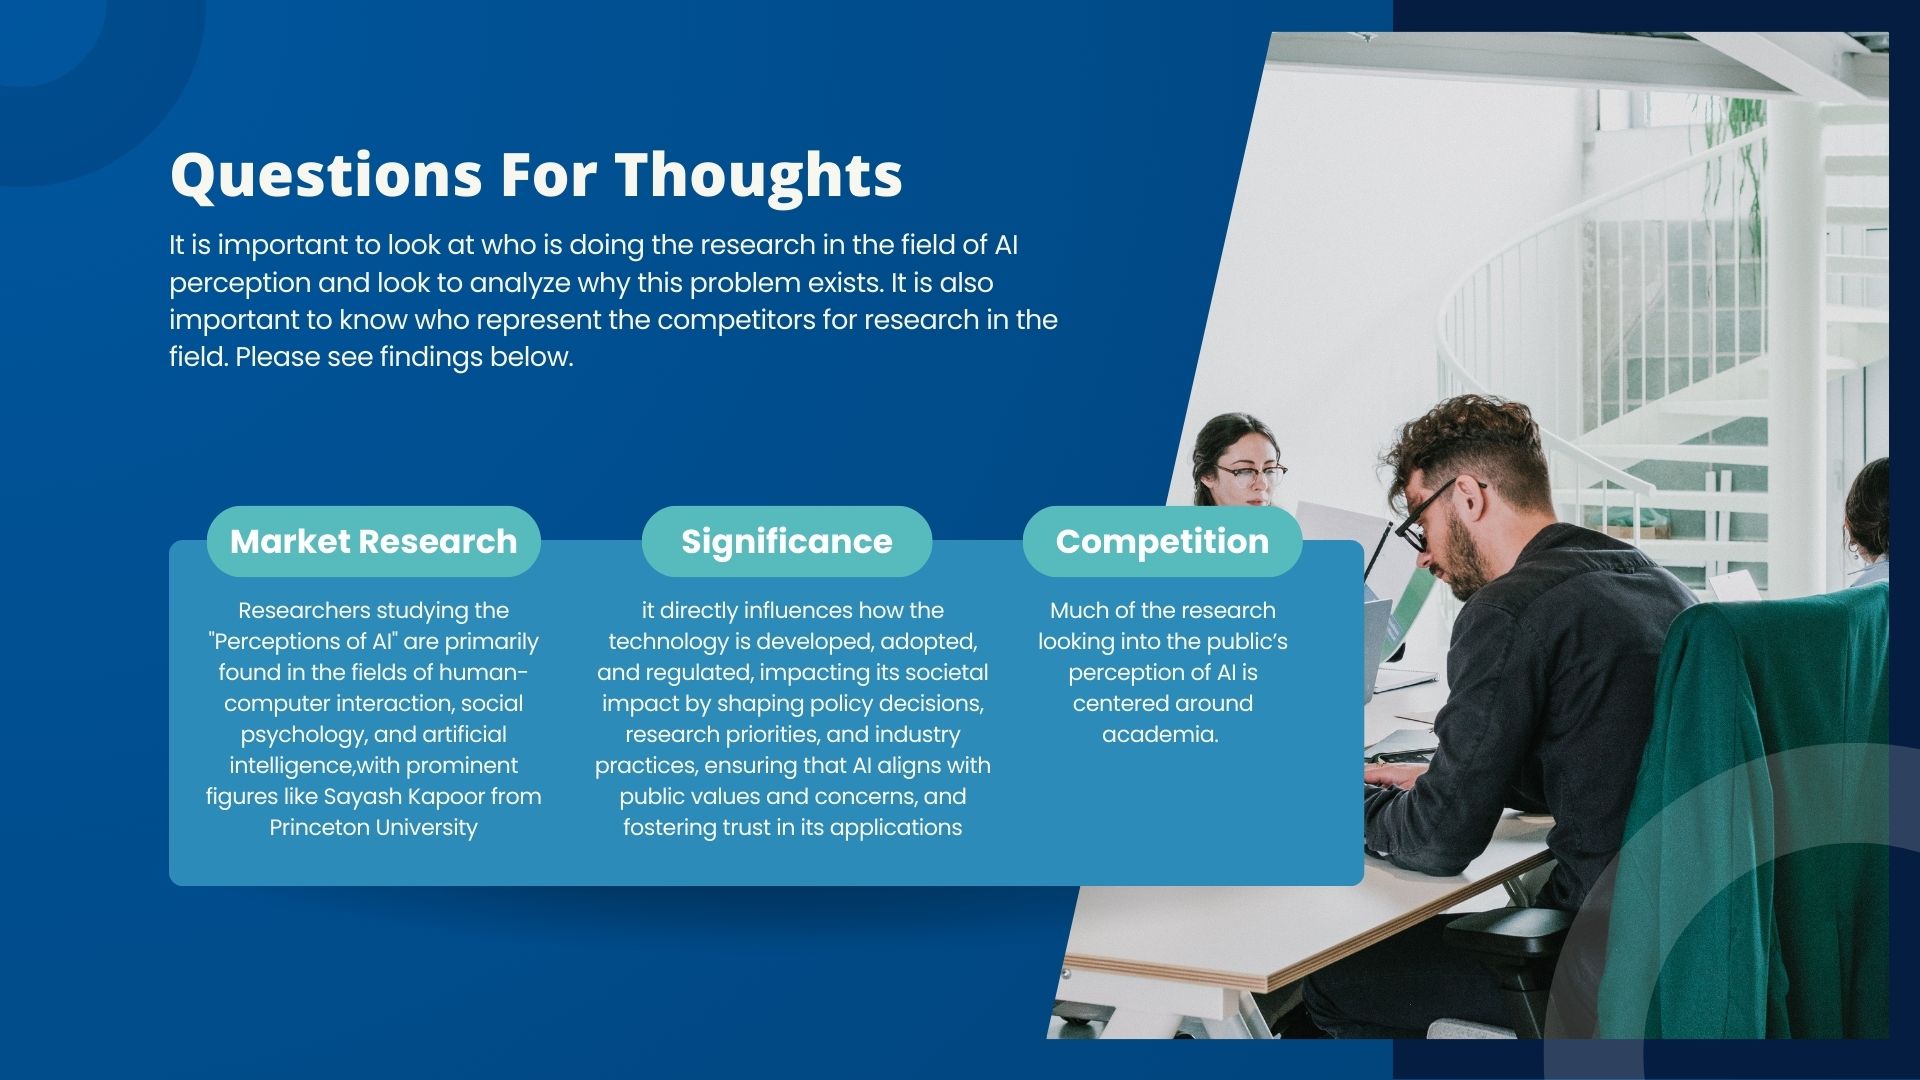 Questions For Thoughts
It is important to look at who is doing the research in the field of AI
perception and look to analyze why this problem exists. It is also
important to know who represent the competitors for research in the
field. Please see findings below.
Market Research
Researchers studying the
"Perceptions of AI" are primarily
found in the fields of human-
computer interaction, social
psychology, and artificial
intelligence,with prominent
figures like Sayash Kapoor from
Princeton University
Significance
it directly influences how the
technology is developed, adopted,
and regulated, impacting its societal
impact by shaping policy decisions,
research priorities, and industry
practices, ensuring that AI aligns with
public values and concerns, and
fostering trust in its applications
Competition
Much of the research
looking into the public’s
perception of AI is
centered around
academia.